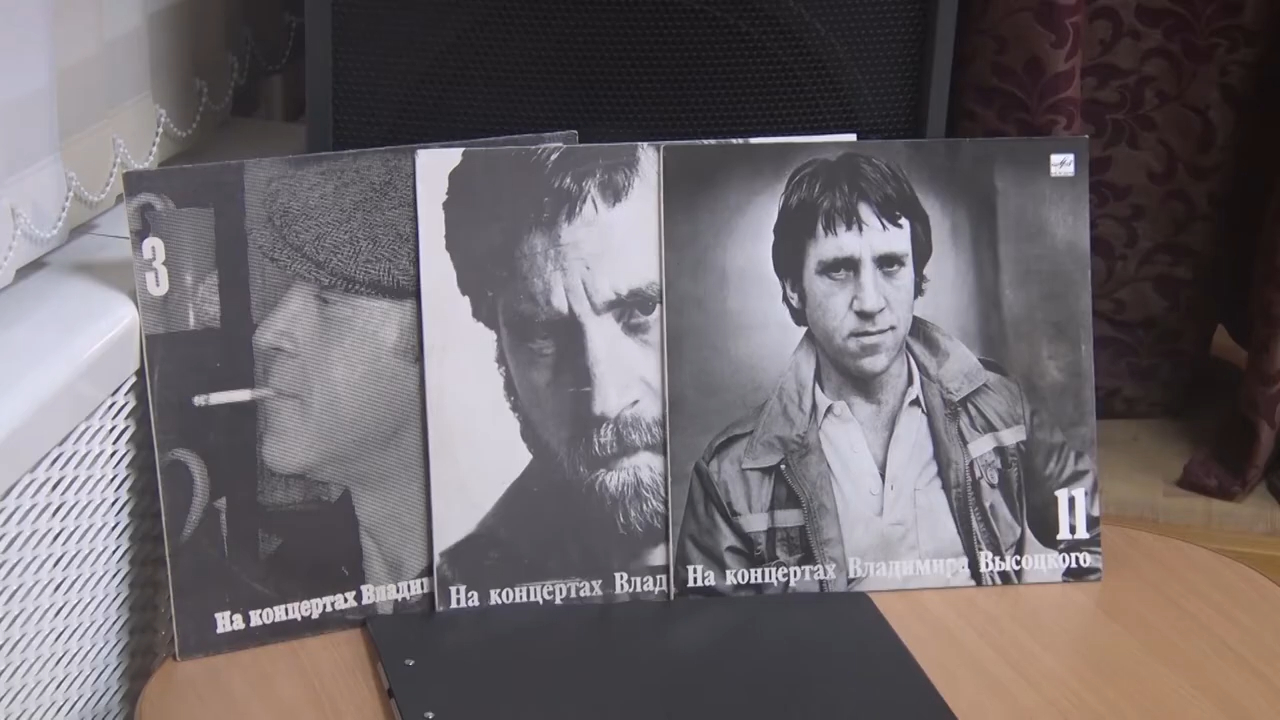 3
На концертах Влади
На концертах Влад
11
На концертах Владимира Высоцкого